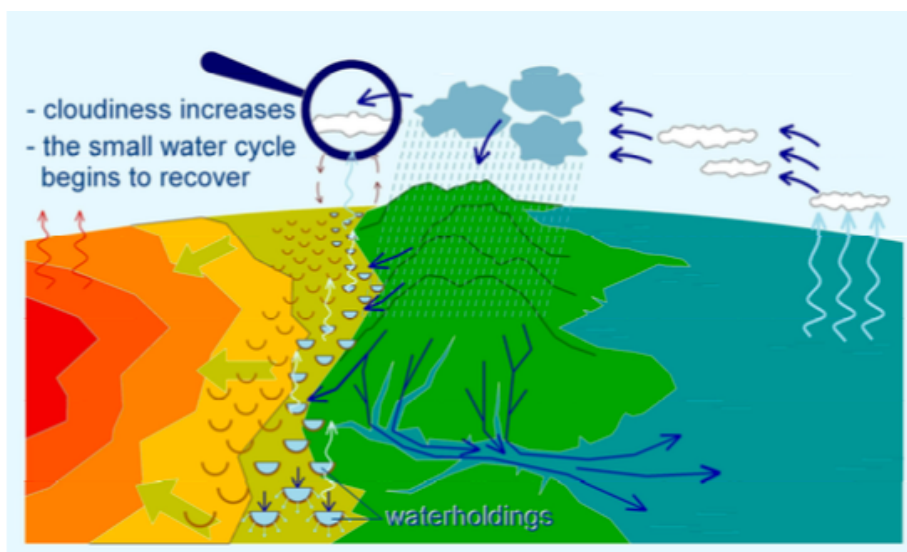 - cloudiness increases
- the small water cycle
begins to recover
waterholdings